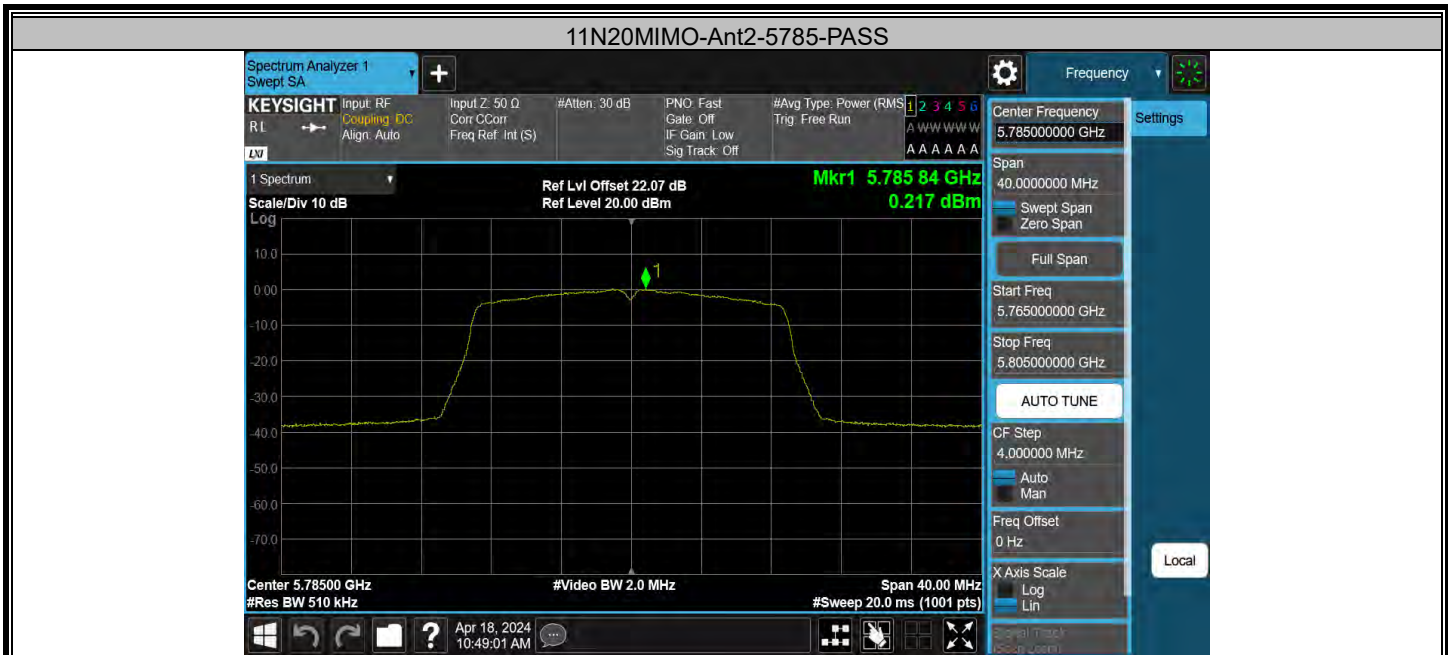 11N20MIMO-Ant2-5785-PASS
Spectrum Analyzer 1
Swept SA
Frequency
KEYSIGHT
RL
LXI
Input: RF
Coupling: DC
Align: Auto
Input Z: 50 Ω
Corr CCorr
Freq Ref: Int (S)
#Atten: 30 dB
PNO: Fast
Gate: Off
IF Gain: Low
Sig Track: Off
#Avg Type: Power (RMS
Trig: Free Run
1 2 3 4 5 6
A W W W W W
A A A A A A
1 Spectrum
Scale/Div 10 dB
Log
Ref Lvl Offset 22.07 dB
Ref Level 20.00 dBm
Mkr1 5.785 84 GHz
0.217 dBm
1
10.0
0.00
-10.0
-20.0
-30.0
-40.0
-50.0
-60.0
-70.0
Center 5.78500 GHz
#Res BW 510 kHz
#Video BW 2.0 MHz
Span 40.00 MHz
#Sweep 20.0 ms (1001 pts)
Apr 18, 2024
10:49:01 AM
Center Frequency
5.785000000 GHz
Span
40.0000000 MHz
Swept Span
Zero Span
Full Span
Start Freq
5.765000000 GHz
Stop Freq
5.805000000 GHz
AUTO TUNE
CF Step
4.000000 MHz
Auto
Man
Freq Offset
0 Hz
X Axis Scale
Log
Lin
Signal Track
(Span Zoom)
Settings
Local